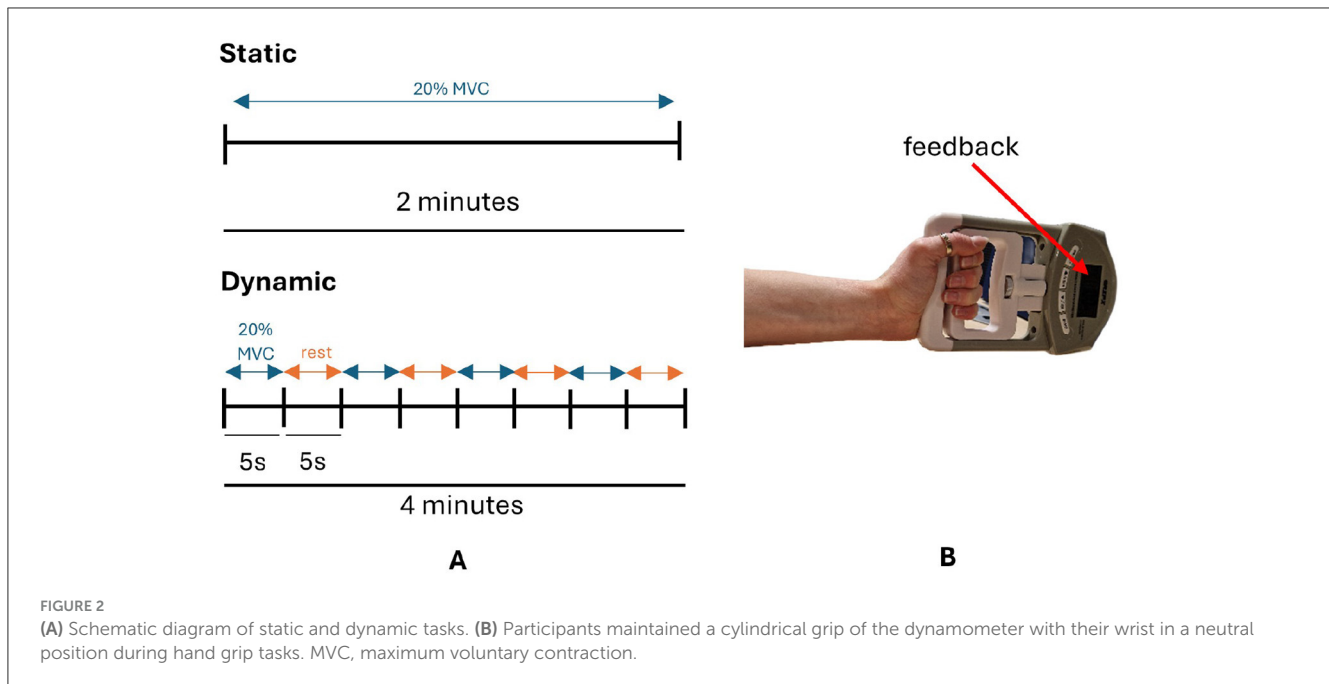 Static
20% MVC
2 minutes
Dynamic
20%
MVC
rest
5s
5s
4 minutes
A
feedback
B
FIGURE 2
(A) Schematic diagram of static and dynamic tasks. (B) Participants maintained a cylindrical grip of the dynamometer with their wrist in a neutral
position during hand grip tasks. MVC, maximum voluntary contraction.